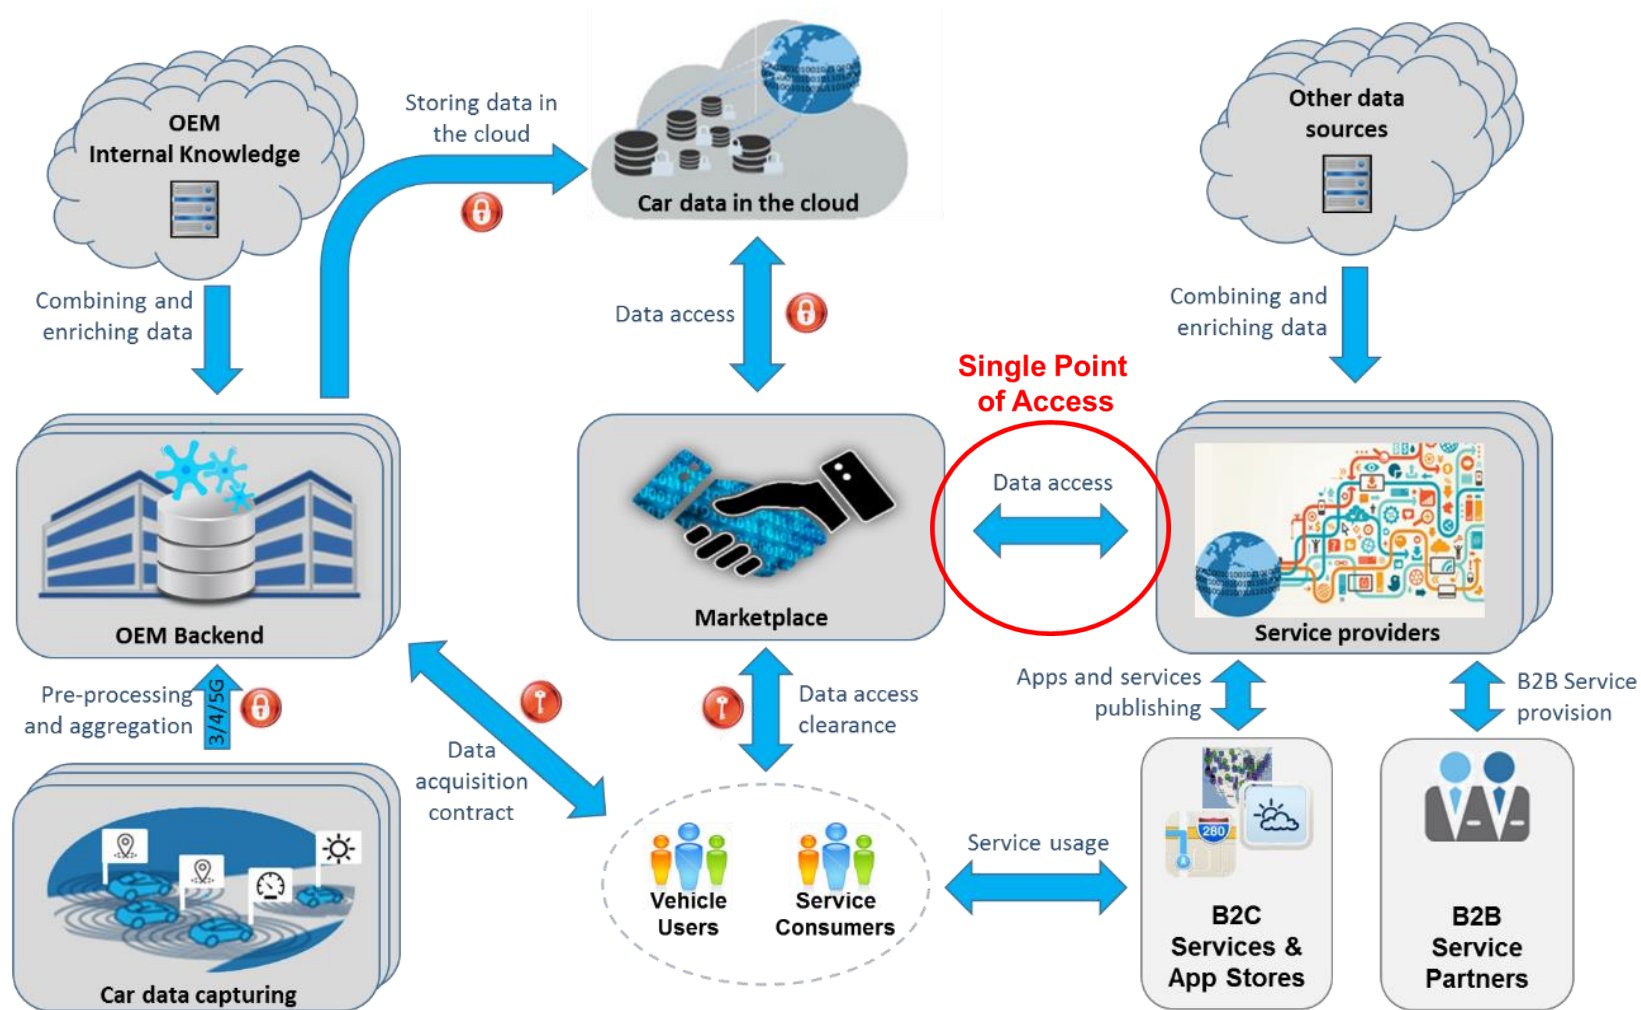 OEM
Internal Knowledge
Storing data in
the cloud
Car data in the cloud
Other data
sources
Combining and
enriching data
Data access
Combining and
enriching data
Single Point
of Access
OEM Backend
Marketplace
Data access
Service providers
Pre-processing
and aggregation
3/4/5G
Data
acquisition
contract
Data access
clearance
Apps and services
publishing
B2B Service
provision
Car data capturing
Vehicle
Users
Service
Consumers
Service usage
280
B2C
Services &
App Stores
B2B
Service
Partners